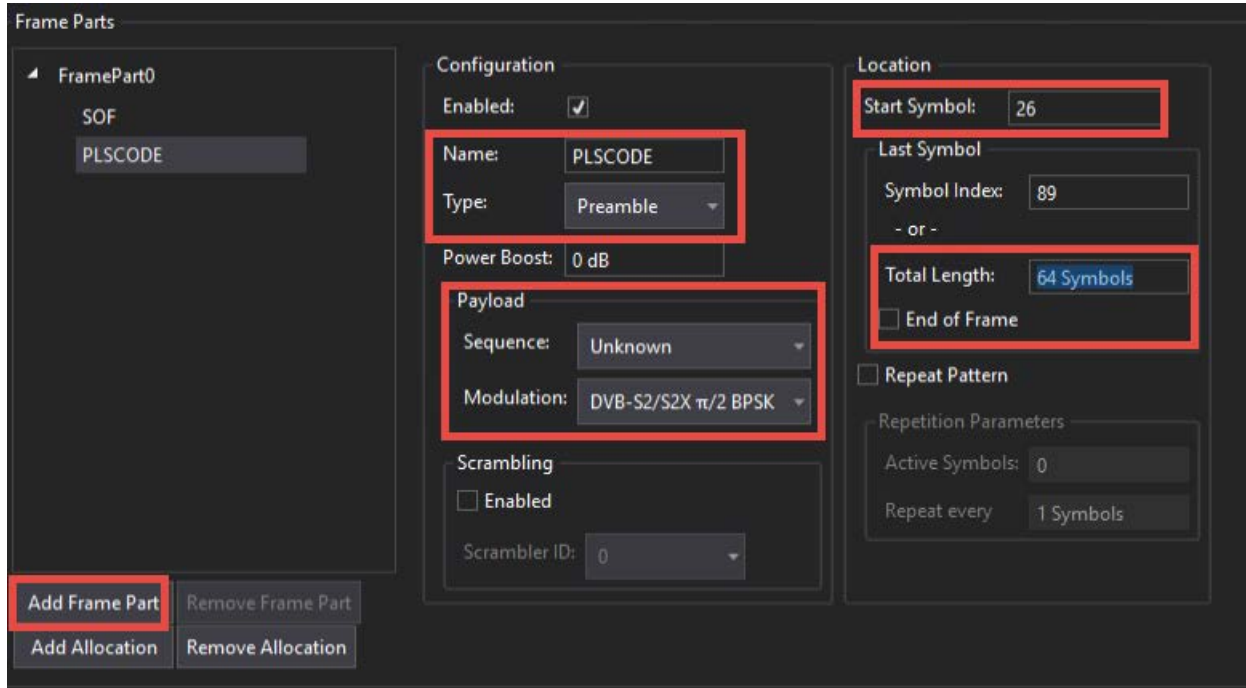 Frame Parts
FramePart0
SOF
PLSCODE
Add Frame Part
Remove Frame Part
Add Allocation
Remove Allocation
Configuration
Enabled:
Name: PLSCODE
Type: Preamble
Power Boost: 0 dB
Payload
Sequence: Unknown
Modulation: DVB-S2/S2X π/2 BPSK
Scrambling
Enabled
Scrambler ID: 0
Location
Start Symbol: 26
Last Symbol
Symbol Index: 89
- or -
Total Length: 64 Symbols
End of Frame
Repeat Pattern
Repetition Parameters
Active Symbols: 0
Repeat every 1 Symbols